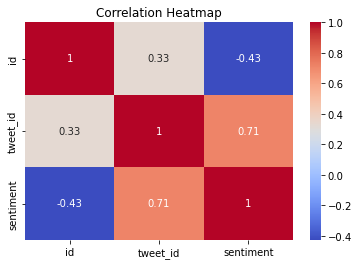 Correlation Heatmap
id 1 0.33 -0.43
tweet_id 0.33 1 0.71
sentiment -0.43 0.71 1
id tweet_id sentiment
1.0
0.8
0.6
0.4
0.2
0.0
-0.2
-0.4